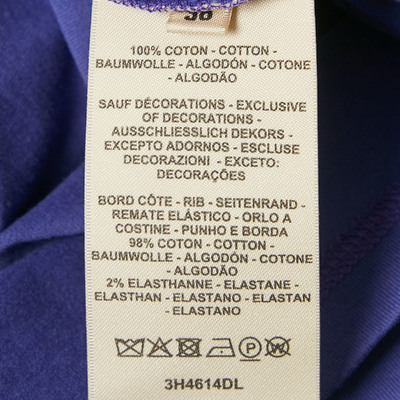 38
100% COTON - COTTON -
BAUMWOLLE - ALGODÓN - COTONE
- ALGODÃO
SAUF DÉCORATIONS - EXCLUSIVE
OF DECORATIONS -
AUSSCHLIESSLICH DEKORS -
EXCEPTO ADORNOS - ESCLUSE
DECORAZIONI - EXCETO:
DECORAÇÕES
BORD CÔTE - RIB - SEITENRAND -
REMATE ELÁSTICO - ORLO A
COSTINE - PUNHO E BORDA
98% COTON - COTTON -
BAUMWOLLE - ALGODÓN - COTONE
- ALGODÃO
2% ELASTHANNE - ELASTANE -
ELASTHAN - ELASTANO - ELASTAN
- ELASTANO
P
3H4614DL